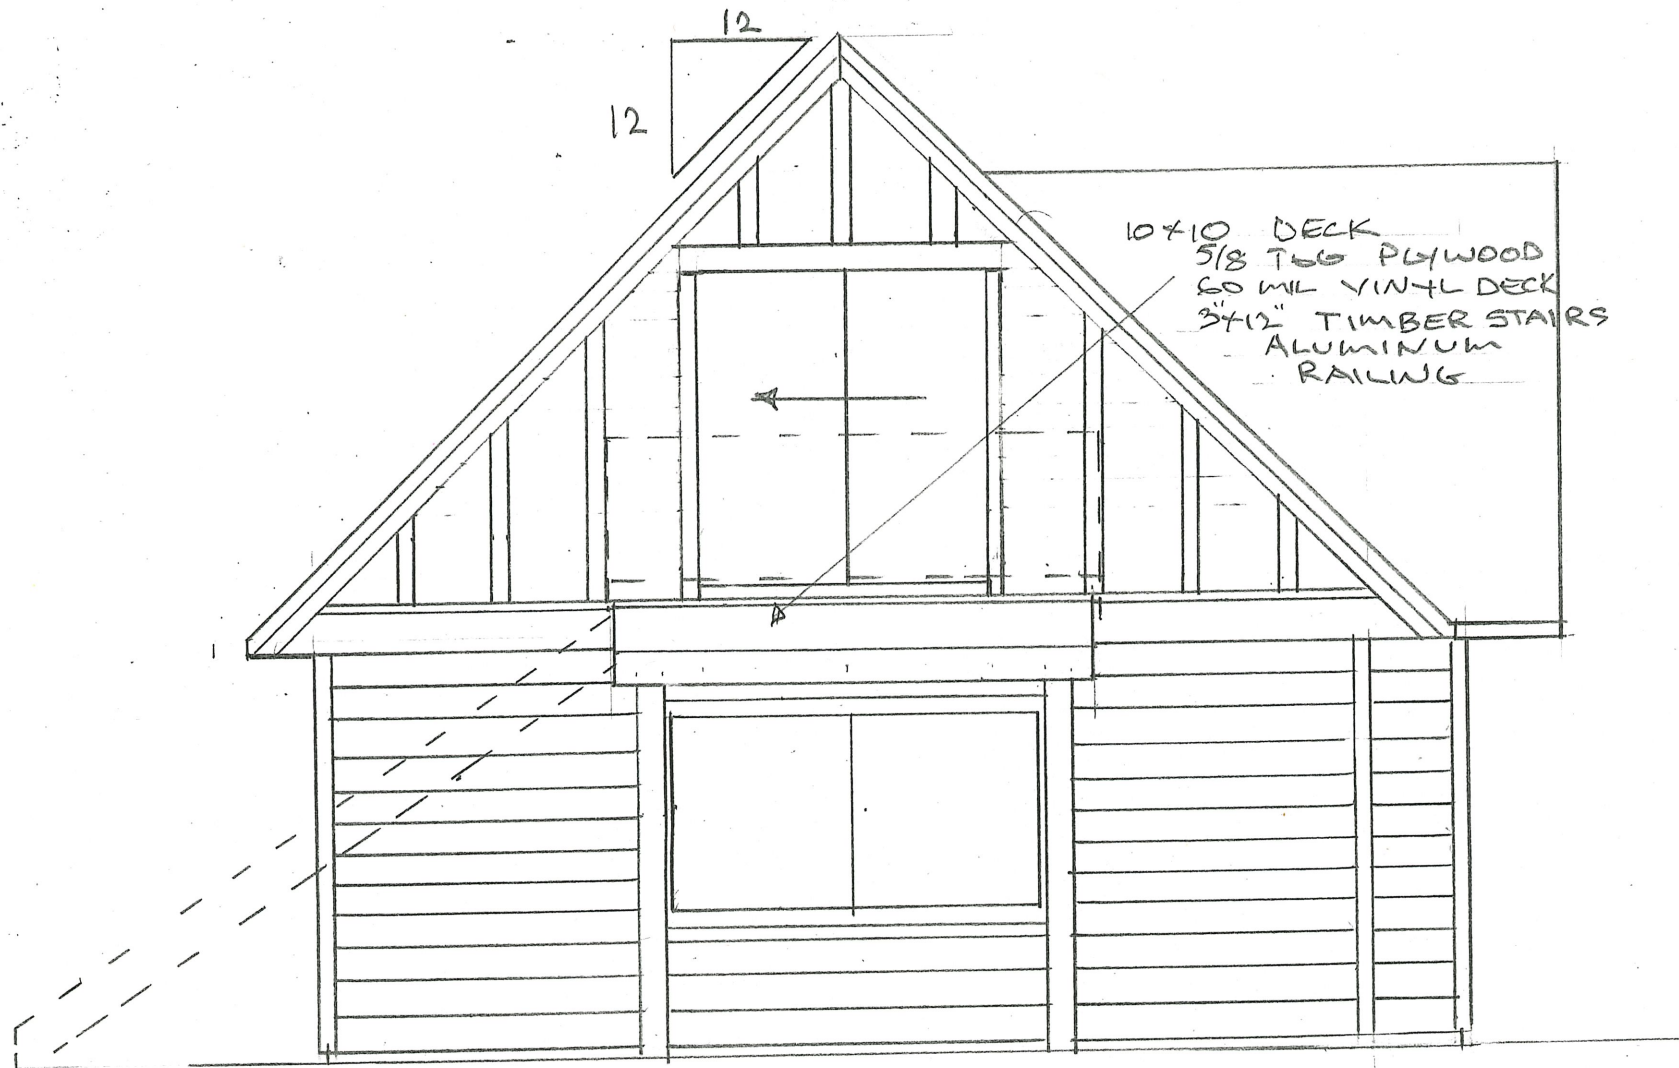 12
12
10x10 DECK
5/8 T&G PLYWOOD
60 MIL VINYL DECK
3"x12" TIMBER STAIRS
ALUMINUM
RAILING